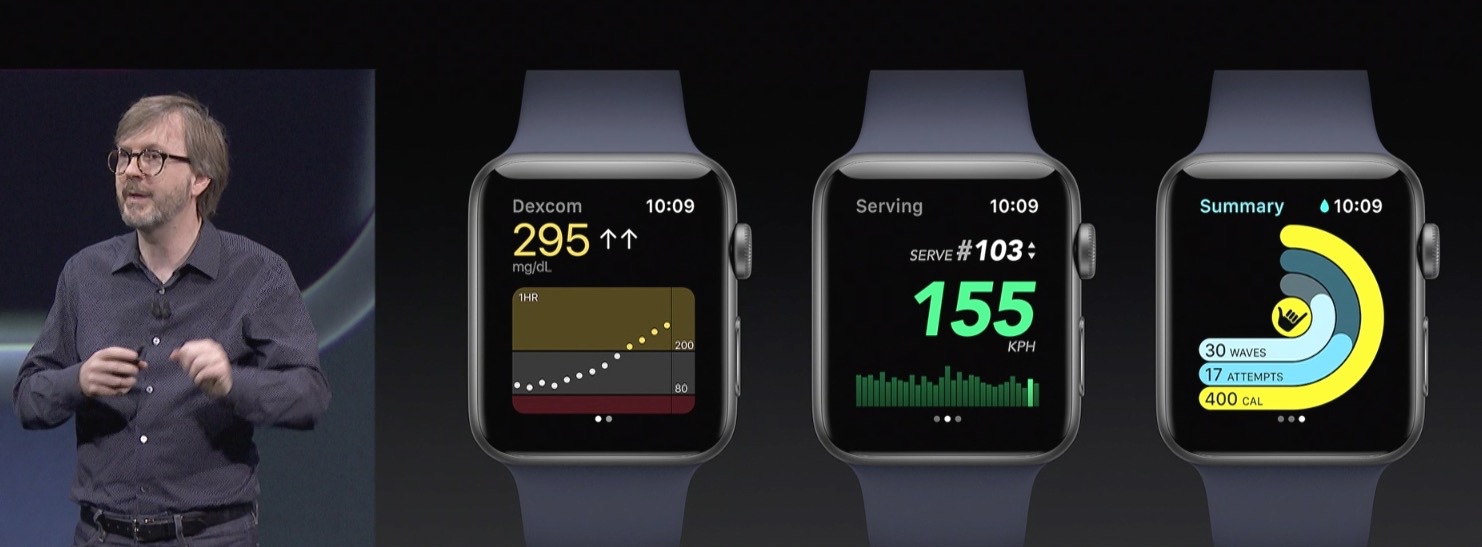 Dexcom 10:09
295 ↑↑
mg/dL
1HR
200
80
Serving 10:09
SERVE #103
155
KPH
Summary 10:09
30 WAVES
17 ATTEMPTS
400 CAL